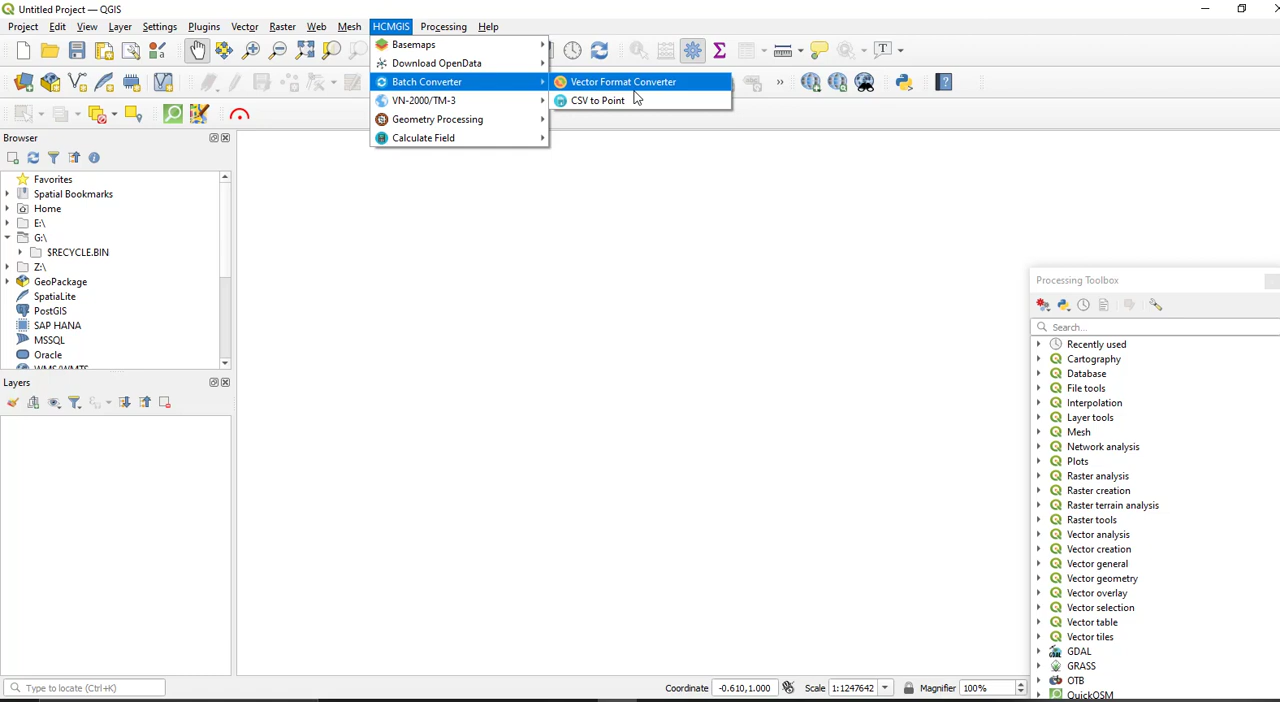 Untitled Project — QGIS
Project Edit View Layer Settings Plugins Vector Raster Web Mesh HCMGIS Processing Help
Basemaps
Download OpenData
Batch Converter
VN-2000/TM-3
Geometry Processing
Calculate Field
Vector Format Converter
CSV to Point
Browser
Favorites
Spatial Bookmarks
Home
E:\
G:\
$RECYCLE.BIN
Z:\
GeoPackage
SpatiaLite
PostGIS
SAP HANA
MSSQL
Oracle
WMS/WMTS
Layers
Processing Toolbox
Search...
Recently used
Cartography
Database
File tools
Interpolation
Layer tools
Mesh
Network analysis
Plots
Raster analysis
Raster creation
Raster terrain analysis
Raster tools
Vector analysis
Vector creation
Vector general
Vector geometry
Vector overlay
Vector selection
Vector table
Vector tiles
GDAL
GRASS
OTB
QuickOSM
Type to locate (Ctrl+K)
Coordinate -0.610,1.000 Scale 1:1247642 Magnifier 100%